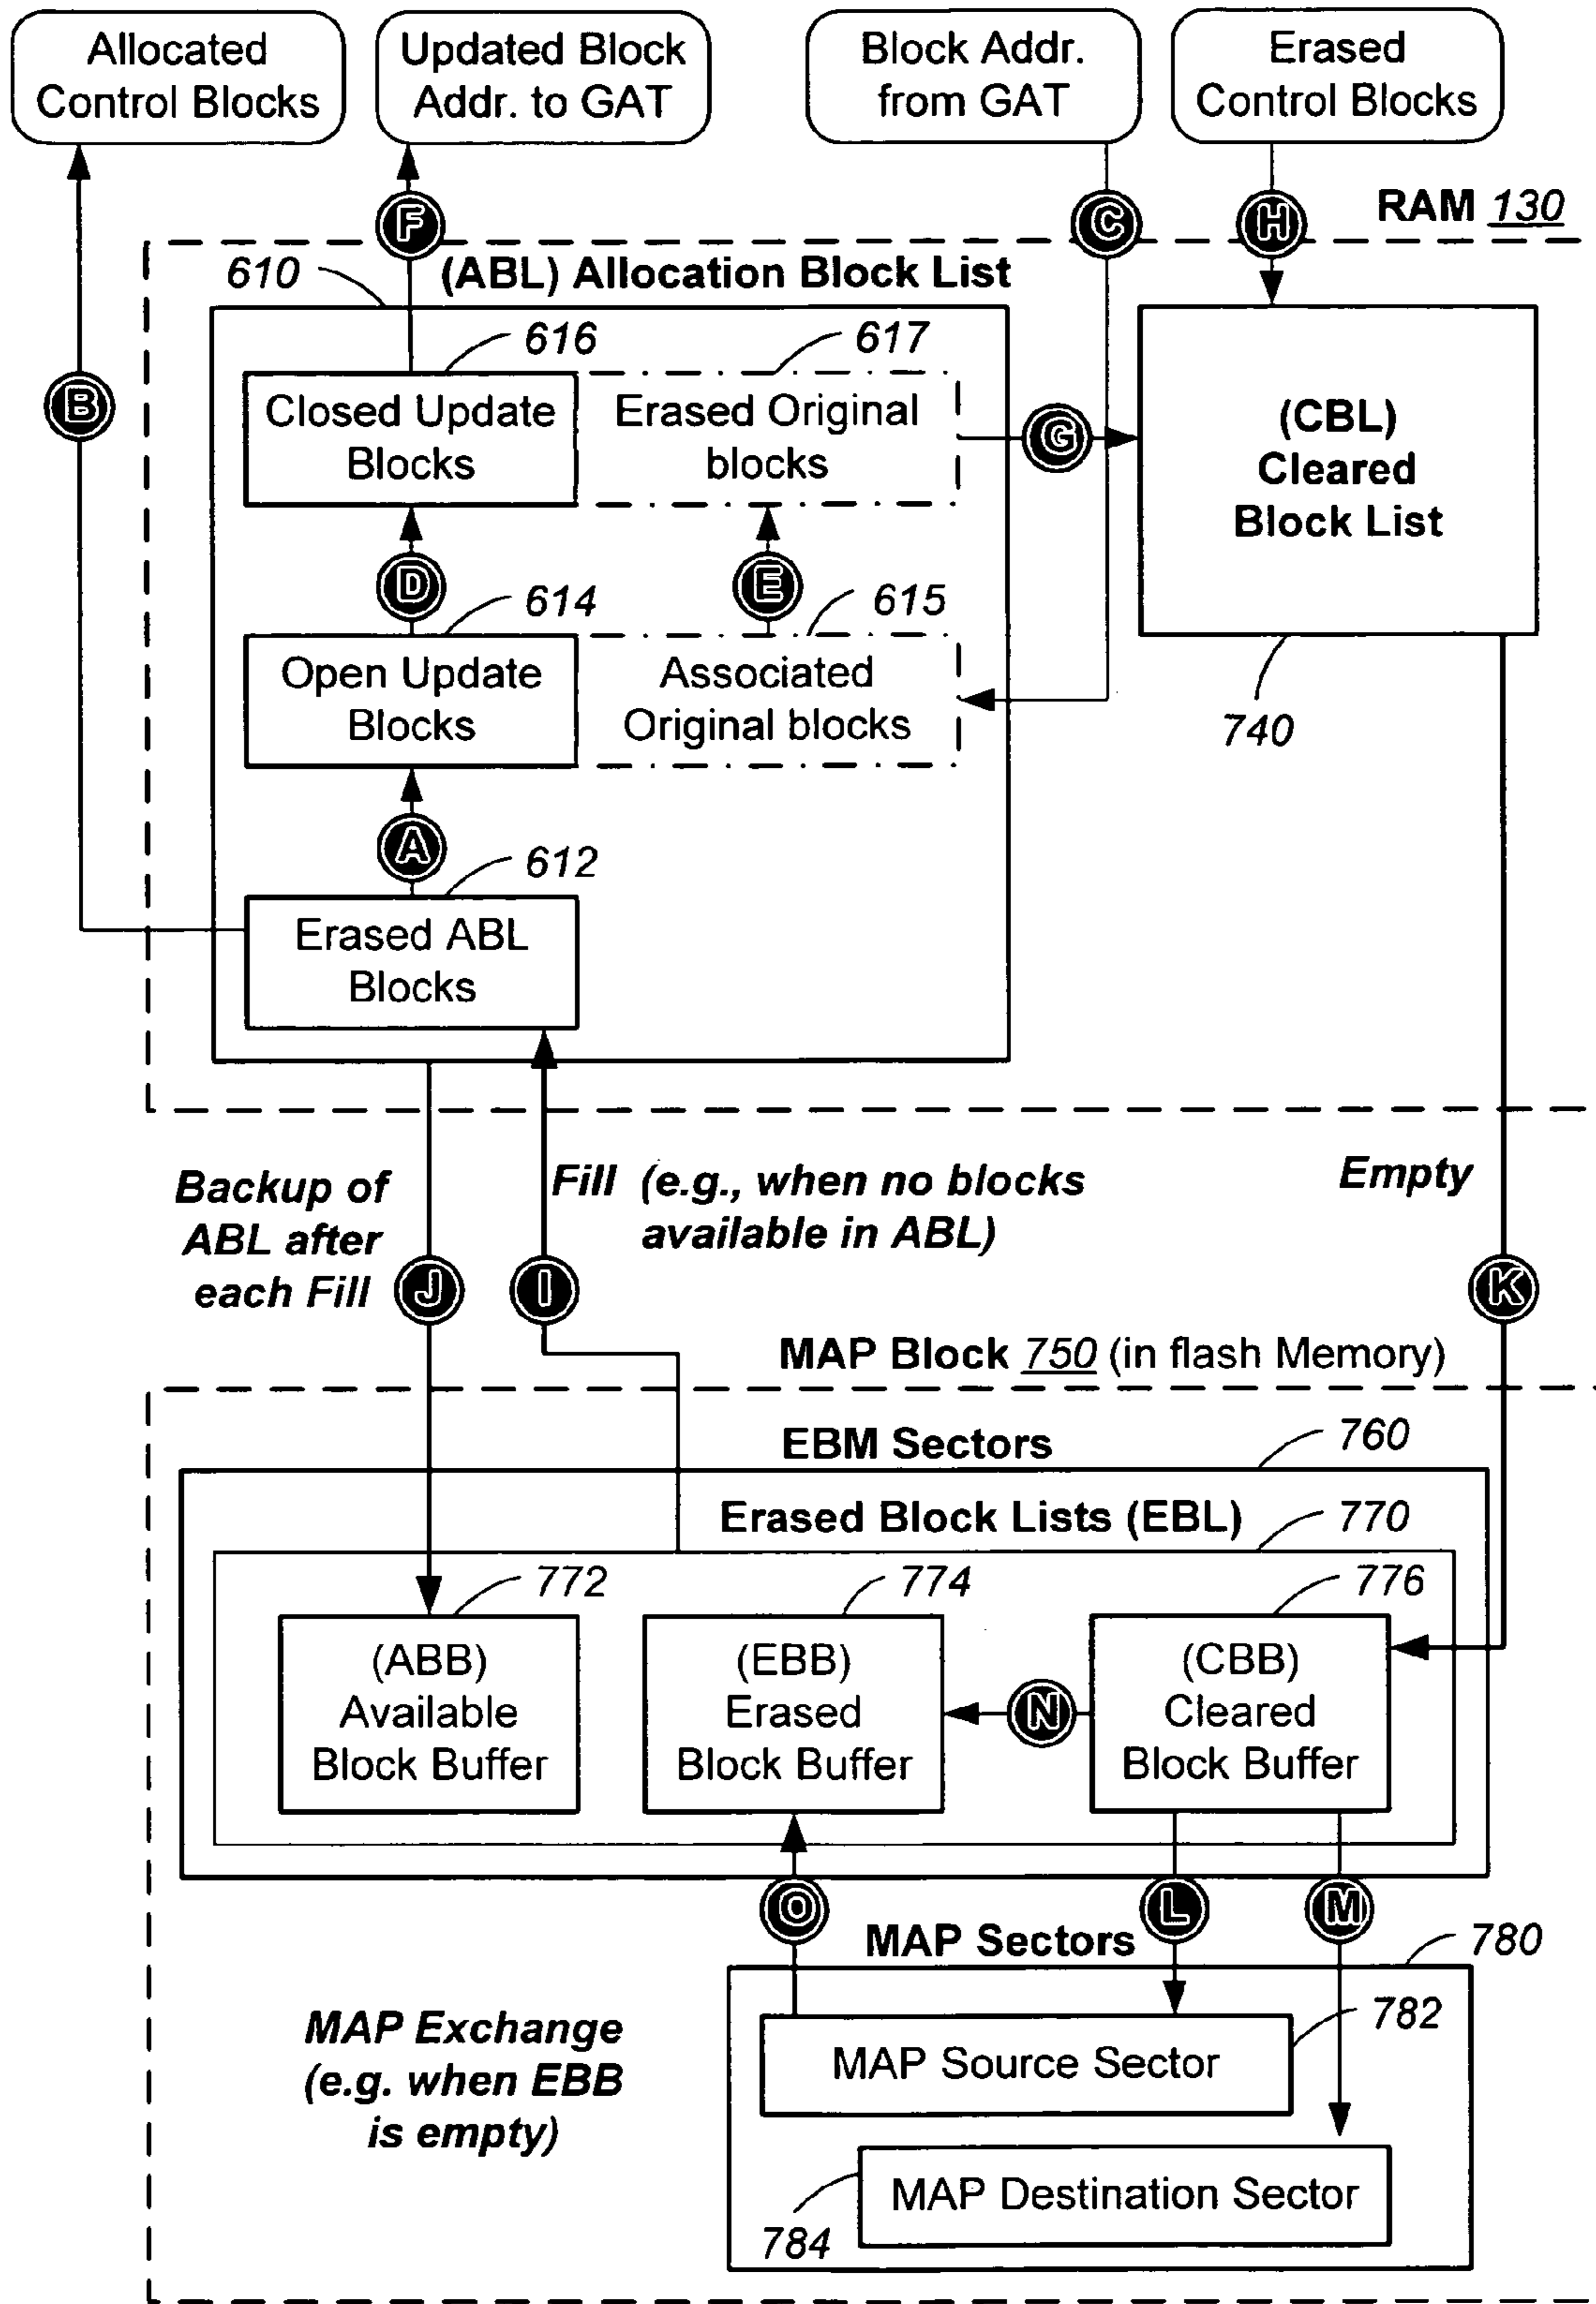 Allocated
Control Blocks
Updated Block
Addr. to GAT
Block Addr.
from GAT
Erased
Control Blocks
F
C
H
RAM 130
610
(ABL) Allocation Block List
616
617
B
Closed Update
Blocks
Erased Original
blocks
G
(CBL)
Cleared
Block List
D
E
614
615
Open Update
Blocks
Associated
Original blocks
740
A
612
Erased ABL
Blocks
Backup of
ABL after
each Fill
Fill (e.g., when no blocks
available in ABL)
Empty
J
I
K
MAP Block 750 (in flash Memory)
EBM Sectors
760
Erased Block Lists (EBL)
770
772
774
776
(ABB)
Available
Block Buffer
(EBB)
Erased
Block Buffer
N
(CBB)
Cleared
Block Buffer
O
L
M
MAP Sectors
780
MAP Exchange
(e.g. when EBB
is empty)
782
MAP Source Sector
MAP Destination Sector
784